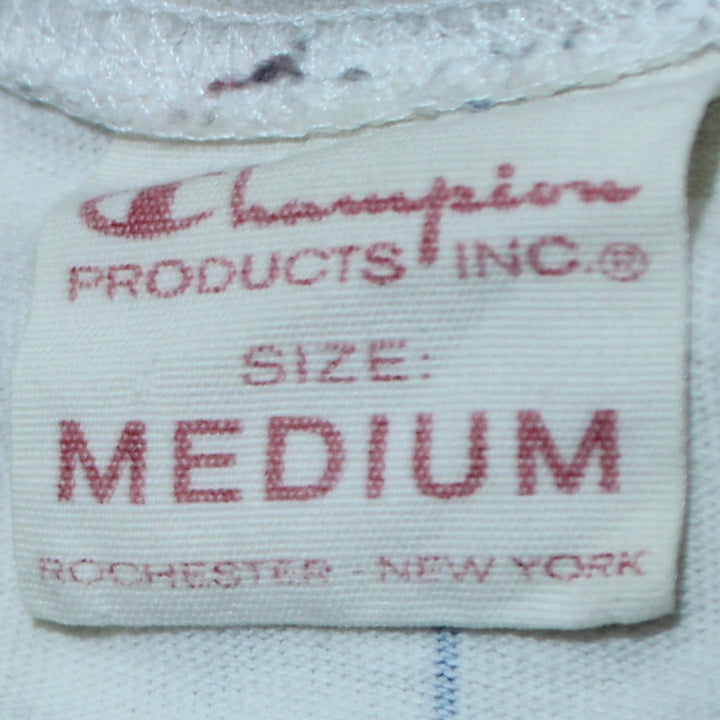 Champion
PRODUCTS INC.®
SIZE:
MEDIUM
ROCHESTER - NEW YORK